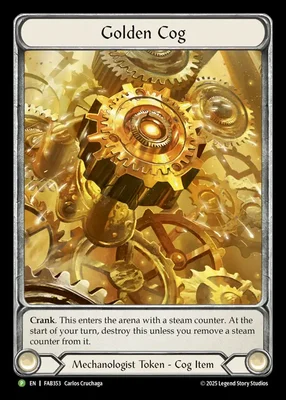 Golden Cog
Crank. This enters the arena with a steam counter. At the
start of your turn, destroy this unless you remove a steam
counter from it.
Mechanologist Token - Cog Item
P EN | FAB353 Carlos Cruchaga © 2025 Legend Story Studios